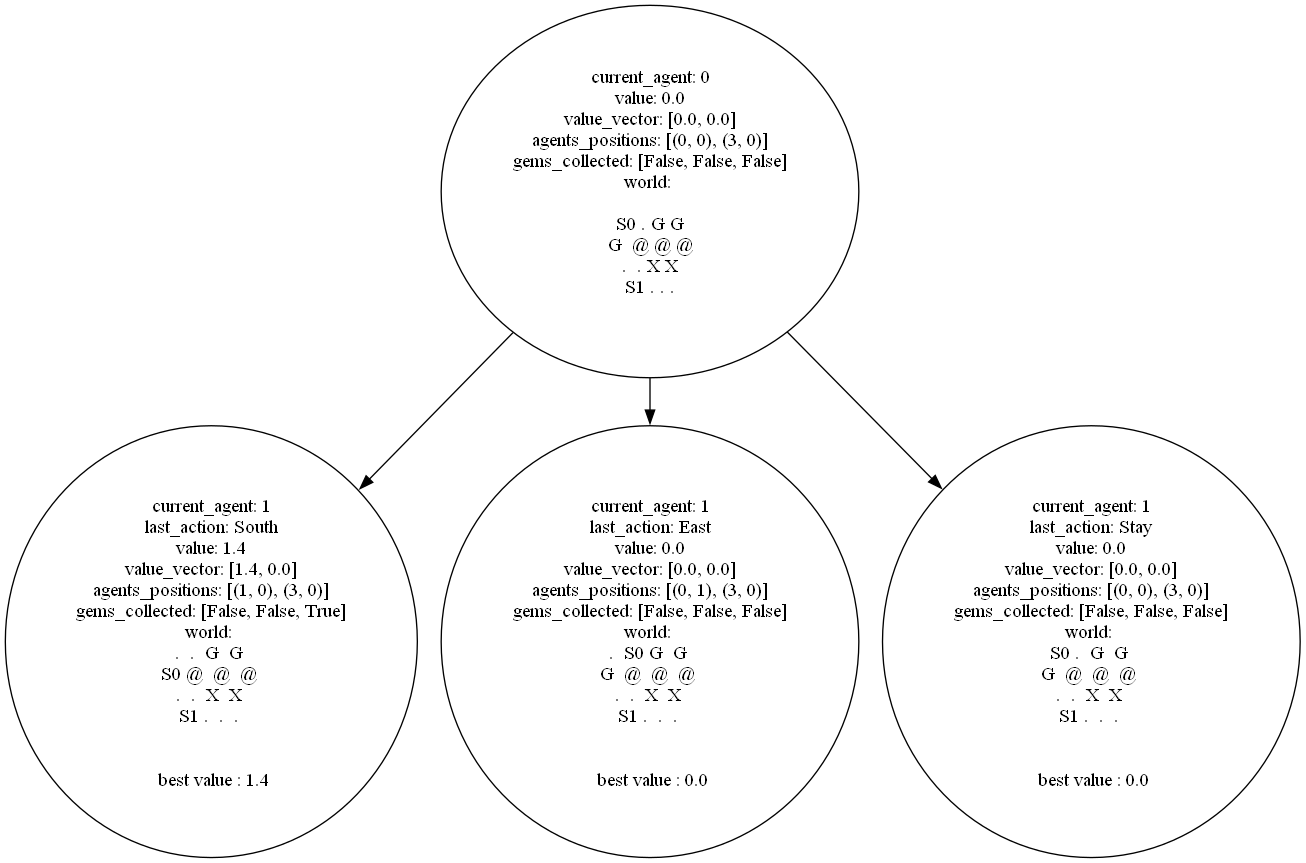 current_agent: 0
value: 0.0
value_vector: [0.0, 0.0]
agents_positions: [(0, 0), (3, 0)]
gems_collected: [False, False, False]
world:
S0 . G G
G @ @ @
. . X X
S1 . . .
current_agent: 1
last_action: South
value: 1.4
value_vector: [1.4, 0.0]
agents_positions: [(1, 0), (3, 0)]
gems_collected: [False, False, True]
world:
. . G G
S0 @ @ @
. . X X
S1 . . .
best value : 1.4
current_agent: 1
last_action: East
value: 0.0
value_vector: [0.0, 0.0]
agents_positions: [(0, 1), (3, 0)]
gems_collected: [False, False, False]
world:
. S0 G G
G @ @ @
. . X X
S1 . . .
best value : 0.0
current_agent: 1
last_action: Stay
value: 0.0
value_vector: [0.0, 0.0]
agents_positions: [(0, 0), (3, 0)]
gems_collected: [False, False, False]
world:
S0 . G G
G @ @ @
. . X X
S1 . . .
best value : 0.0